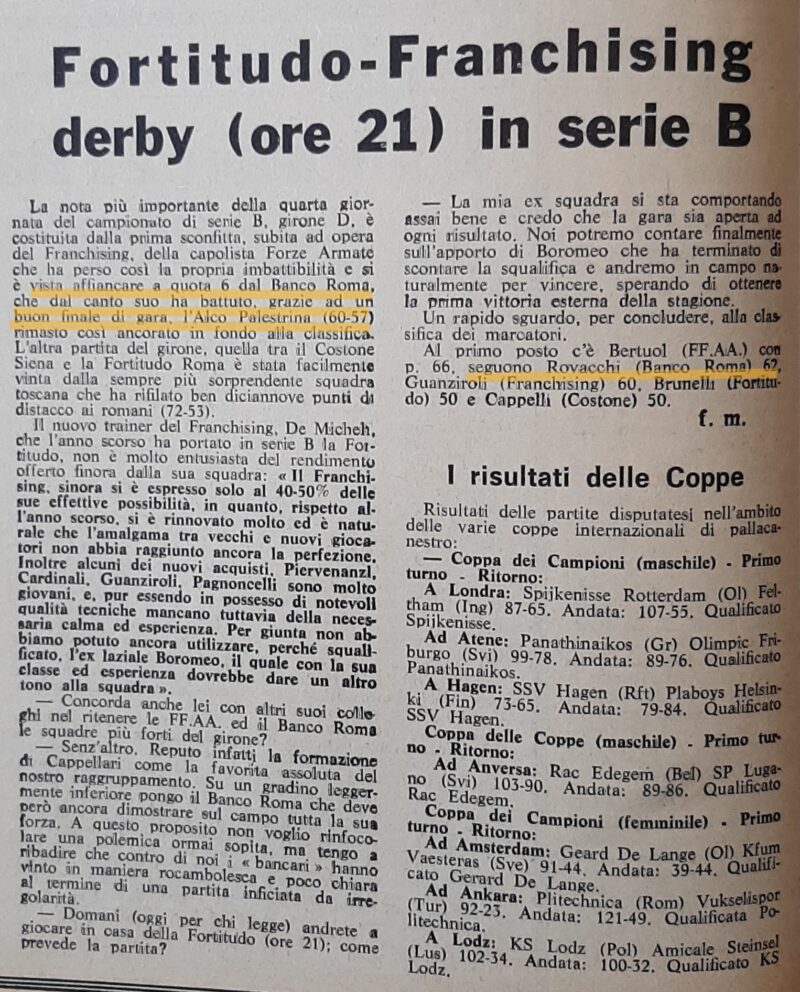 Fortitudo-Franchising
derby (ore 21) in serie B
La nota più importante della quarta gior-
nata del campionato di serie B, girone D, è
costituita dalla prima sconfitta, subita ad opera
del Franchising, della capolista Forze Armate
che ha perso così la propria imbattibilità e si
è vista affiancare a quota 6 dal Banco Roma,
che dal canto suo ha battuto, grazie ad un
buon finale di gara, l'Alco Palestrina (60-57)
rimasto così ancorato in fondo alla classifica.
L'altra partita del girone, quella tra il Costone
Siena e la Fortitudo Roma è stata facilmente
vinta dalla sempre più sorprendente squadra
toscana che ha rifilato ben diciannove punti di
distacco ai romani (72-53).
Il nuovo trainer del Franchising, De Micheh,
che l'anno scorso ha portato in serie B la For-
titudo, non è molto entusiasta del rendimento
offerto finora dalla sua squadra: « Il Franchi-
sing, sinora si è espresso solo al 40-50% delle
sue effettive possibilità, in quanto, rispetto al-
l'anno scorso, si è rinnovato molto ed è natu-
rale che l'amalgama tra vecchi e nuovi gioca-
tori non abbia raggiunto ancora la perfezione.
Inoltre alcuni dei nuovi acquisti, Piervenanzi,
Cardinali, Guanziroli, Pagnoncelli sono molto
giovani, e, pur essendo in possesso di notevoli
qualità tecniche mancano tuttavia della neces-
saria calma ed esperienza. Per giunta non ab-
biamo potuto ancora utilizzare, perché squali-
ficato, l'ex laziale Boromeo, il quale con la sua
classe ed esperienza dovrebbe dare un altro
tono alla squadra ».
— Concorda anche lei con altri suoi colle-
ghi nel ritenere le FF.AA. ed il Banco Roma
le squadre più forti del girone?
— Senz'altro. Reputo infatti la formazione
di Cappellari come la favorita assoluta del
nostro raggruppamento. Su un gradino legger-
mente inferiore pongo il Banco Roma che deve
però ancora dimostrare sul campo tutta la sua
forza. A questo proposito non voglio rinfoco-
lare una polemica ormai sopita, ma tengo a
ribadire che contro di noi i « bancari » hanno
vinto in maniera rocambolesca e poco chiara
al termine di una partita inficiata da irre-
golarità.
— Domani (oggi per chi legge) andrete a
giocare in casa della Fortitudo (ore 21); come
prevede la partita?
— La mia ex squadra si sta comportando
assai bene e credo che la gara sia aperta ad
ogni risultato. Noi potremo contare finalmente
sull'apporto di Boromeo che ha terminato di
scontare la squalifica e andremo in campo na-
turalmente per vincere, sperando di ottenere
la prima vittoria esterna della stagione.
Un rapido sguardo, per concludere, alla clas-
sifica dei marcatori.
Al primo posto c'è Bertuol (FF.AA.) con
p. 66, seguono Rovacchi (Banco Roma) 62,
Guanziroli (Franchising) 60, Brunelli (Fortitu-
do) 50 e Cappelli (Costone) 50.
f. m.
I risultati delle Coppe
Risultati delle partite disputatesi nell'ambito
delle varie coppe internazionali di pallaca-
nestro:
— Coppa dei Campioni (maschile) - Primo
turno - Ritorno:
A Londra: Spijkenisse Rotterdam (Ol) Fel-
tham (Ing) 87-65. Andata: 107-55. Qualificato
Spijkenisse.
Ad Atene: Panathinaikos (Gr) Olimpic Fri-
burgo (Svi) 99-78. Andata: 89-76. Qualificato
Panathinaikos.
A Hagen: SSV Hagen (Rft) Plaboys Helsin-
ki (Fin) 73-65. Andata: 79-84. Qualificato
SSV Hagen.
Coppa delle Coppe (maschile) - Primo tur-
no - Ritorno:
Ad Anversa: Rac Edegem (Bel) SP Luga-
no (Svi) 103-90. Andata: 89-86. Qualificato
Rac Edegem.
Coppa dei Campioni (femminile) - Primo
turno - Ritorno:
Ad Amsterdam: Geard De Lange (Ol) Kfum
Vaesteras (Sve) 91-44. Andata: 39-44. Qualifi-
cato Gerard De Lange.
Ad Ankara: Plitechnica (Rom) Vukselispor
(Tur) 92-23. Andata: 121-49. Qualificata Po-
litechnica.
A Lodz: KS Lodz (Pol) Amicale Steinsel
(Lus) 102-34. Andata: 100-32. Qualificato KS
Lodz.